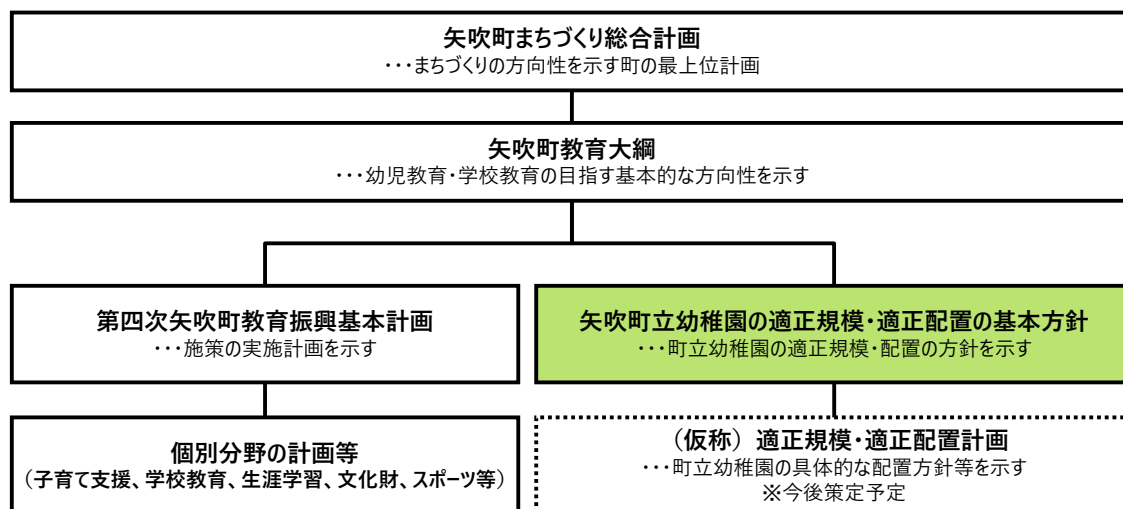 矢吹町まちづくり総合計画
・・・まちづくりの方向性を示す町の最上位計画
矢吹町教育大綱
・・・幼児教育・学校教育の目指す基本的な方向性を示す
第四次矢吹町教育振興基本計画
・・・施策の実施計画を示す
矢吹町立幼稚園の適正規模・適正配置の基本方針
・・・町立幼稚園の適正規模・配置の方針を示す
個別分野の計画等
（子育て支援、学校教育、生涯学習、文化財、スポーツ等）
（仮称）適正規模・適正配置計画
・・・町立幼稚園の具体的な配置方針等を示す
※今後策定予定